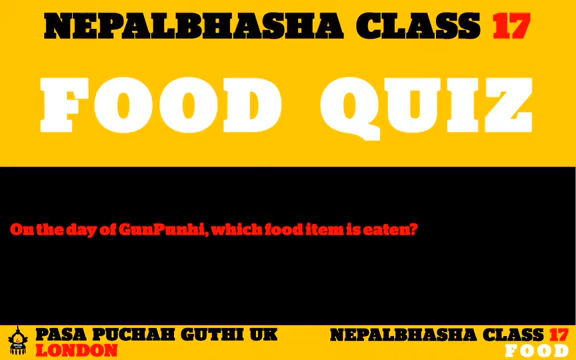 NEPALBHASHA CLASS 17
FOOD QUIZ
On the day of GunPunhi, which food item is eaten?
PASA PUCHAH GUTHI UK
LONDON
NEPALBHASHA CLASS 17
FOOD